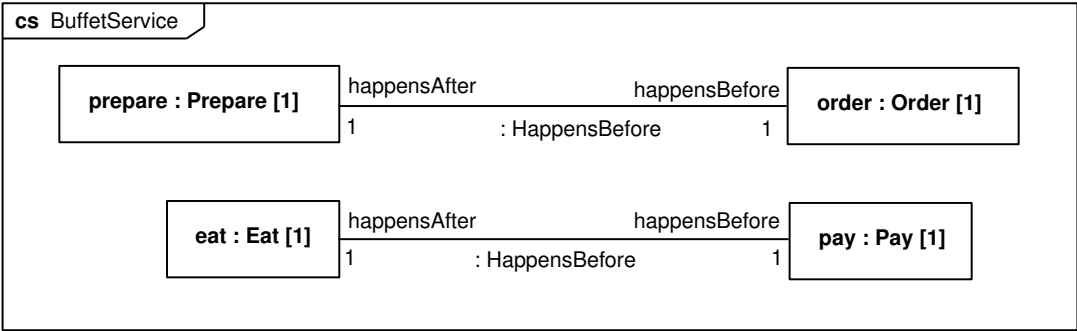 cs BuffetService
prepare : Prepare [1]
happensAfter
happensBefore
order : Order [1]
1
: HappensBefore
1
eat : Eat [1]
happensAfter
happensBefore
pay : Pay [1]
1
: HappensBefore
1